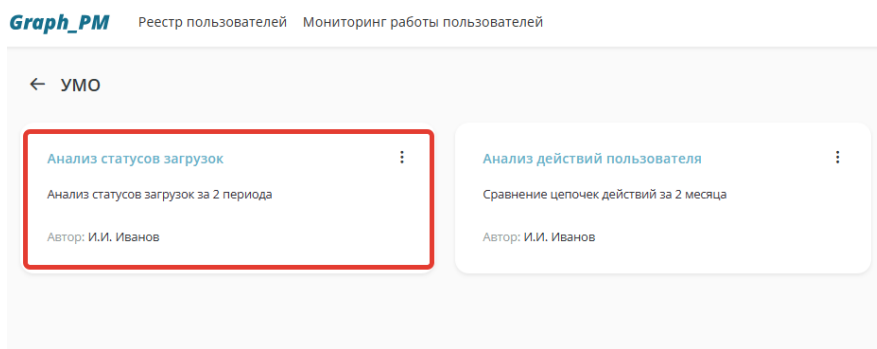 Graph_PM Реестр пользователей Мониторинг работы пользователей
← УМО
Анализ статусов загрузок
Анализ статусов загрузок за 2 периода
Автор: И.И. Иванов
Анализ действий пользователя
Сравнение цепочек действий за 2 месяца
Автор: И.И. Иванов